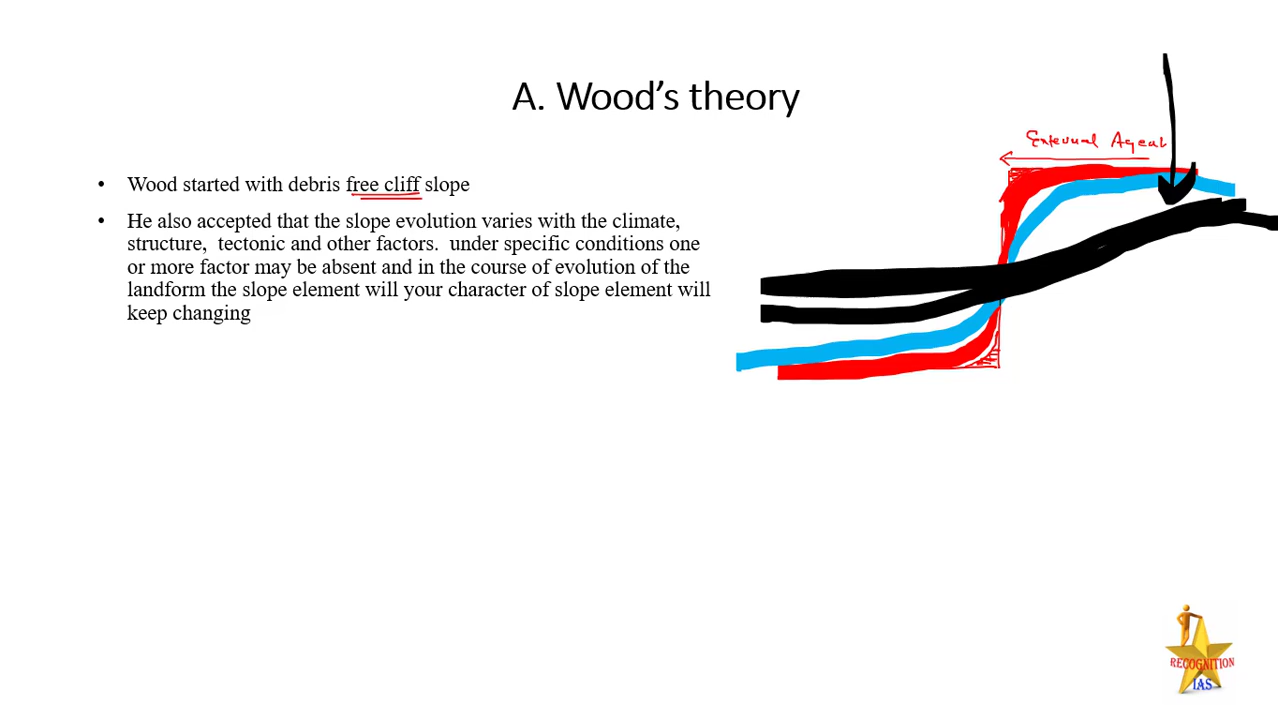 A. Wood's theory
External Agent
• Wood started with debris free cliff slope
• He also accepted that the slope evolution varies with the climate,
structure, tectonic and other factors. under specific conditions one
or more factor may be absent and in the course of evolution of the
landform the slope element will your character of slope element will
keep changing
RECOGNITION
IAS